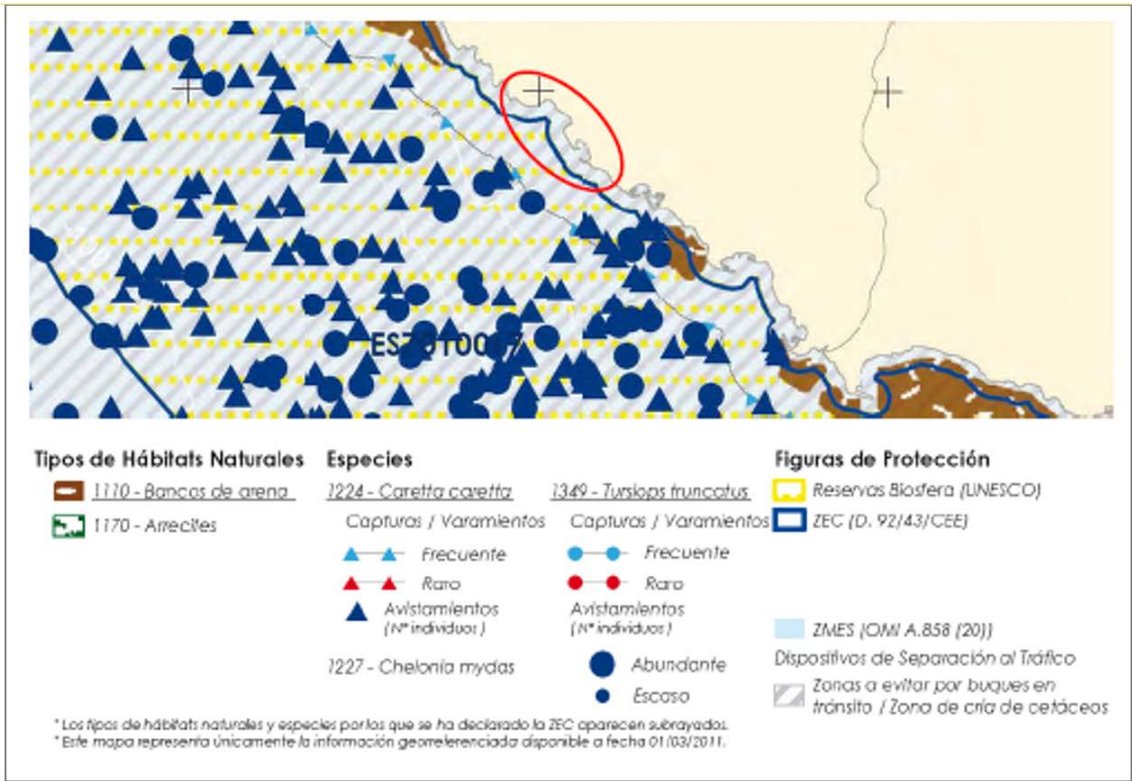 Tipos de Hábitats Naturales
1110 - Bancos de arena
1170 - Arrecifes
Especies
1224 - Caretta caretta
Capturas / Varamientos
Frecuente
Raro
Avistamientos
(Nº individuos)
1227 - Chelonia mydas
1349 - Tursiops truncatus
Capturas / Varamientos
Frecuente
Raro
Avistamientos
(Nº individuos)
Abundante
Escaso
Figuras de Protección
Reservas Biosfera (UNESCO)
ZEC (D. 92/43/CEE)
ZMES (OMI A.858 (20))
Dispositivos de Separación al Tráfico
Zonas a evitar por buques en
tránsito / Zona de cría de cetáceos
* Los tipos de hábitats naturales y especies por los que se ha declarado la ZEC aparecen subrayados.
* Este mapa representa únicamente la información georreferenciada disponible a fecha 01/03/2011.